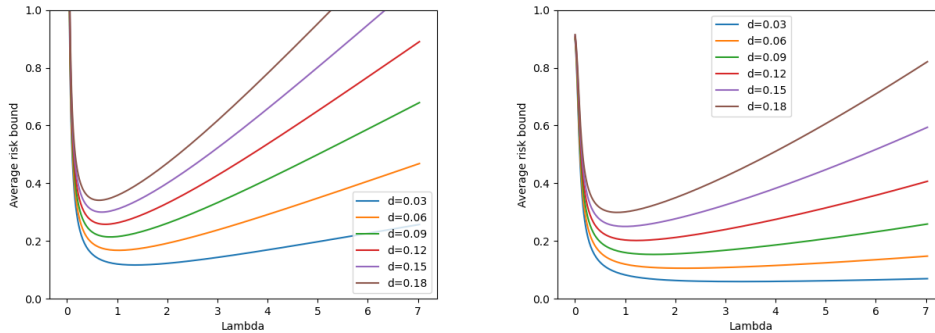 Average risk bound
1.0
0.8
0.6
0.4
0.2
0.0
0 1 2 3 4 5 6 7
Lambda
d=0.03
d=0.06
d=0.09
d=0.12
d=0.15
d=0.18
Average risk bound
1.0
0.8
0.6
0.4
0.2
0.0
0 1 2 3 4 5 6 7
Lambda
d=0.03
d=0.06
d=0.09
d=0.12
d=0.15
d=0.18